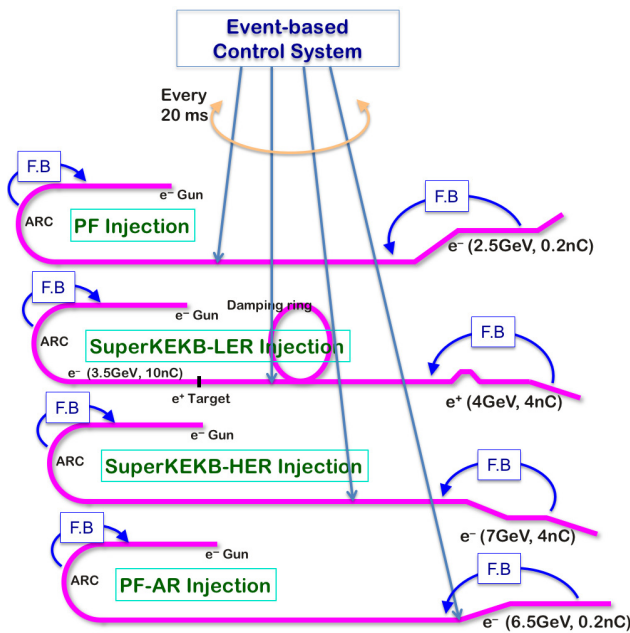 Event-based
Control System
Every
20 ms
F.B
e⁻ Gun
F.B
ARC
PF Injection
e⁻ (2.5GeV, 0.2nC)
F.B
Damping ring
e⁻ Gun
F.B
ARC
SuperKEKB-LER Injection
e⁻ (3.5GeV, 10nC)
e⁺ Target
e⁺ (4GeV, 4nC)
F.B
e⁻ Gun
ARC
SuperKEKB-HER Injection
F.B
e⁻ (7GeV, 4nC)
F.B
e⁻ Gun
F.B
ARC
PF-AR Injection
e⁻ (6.5GeV, 0.2nC)